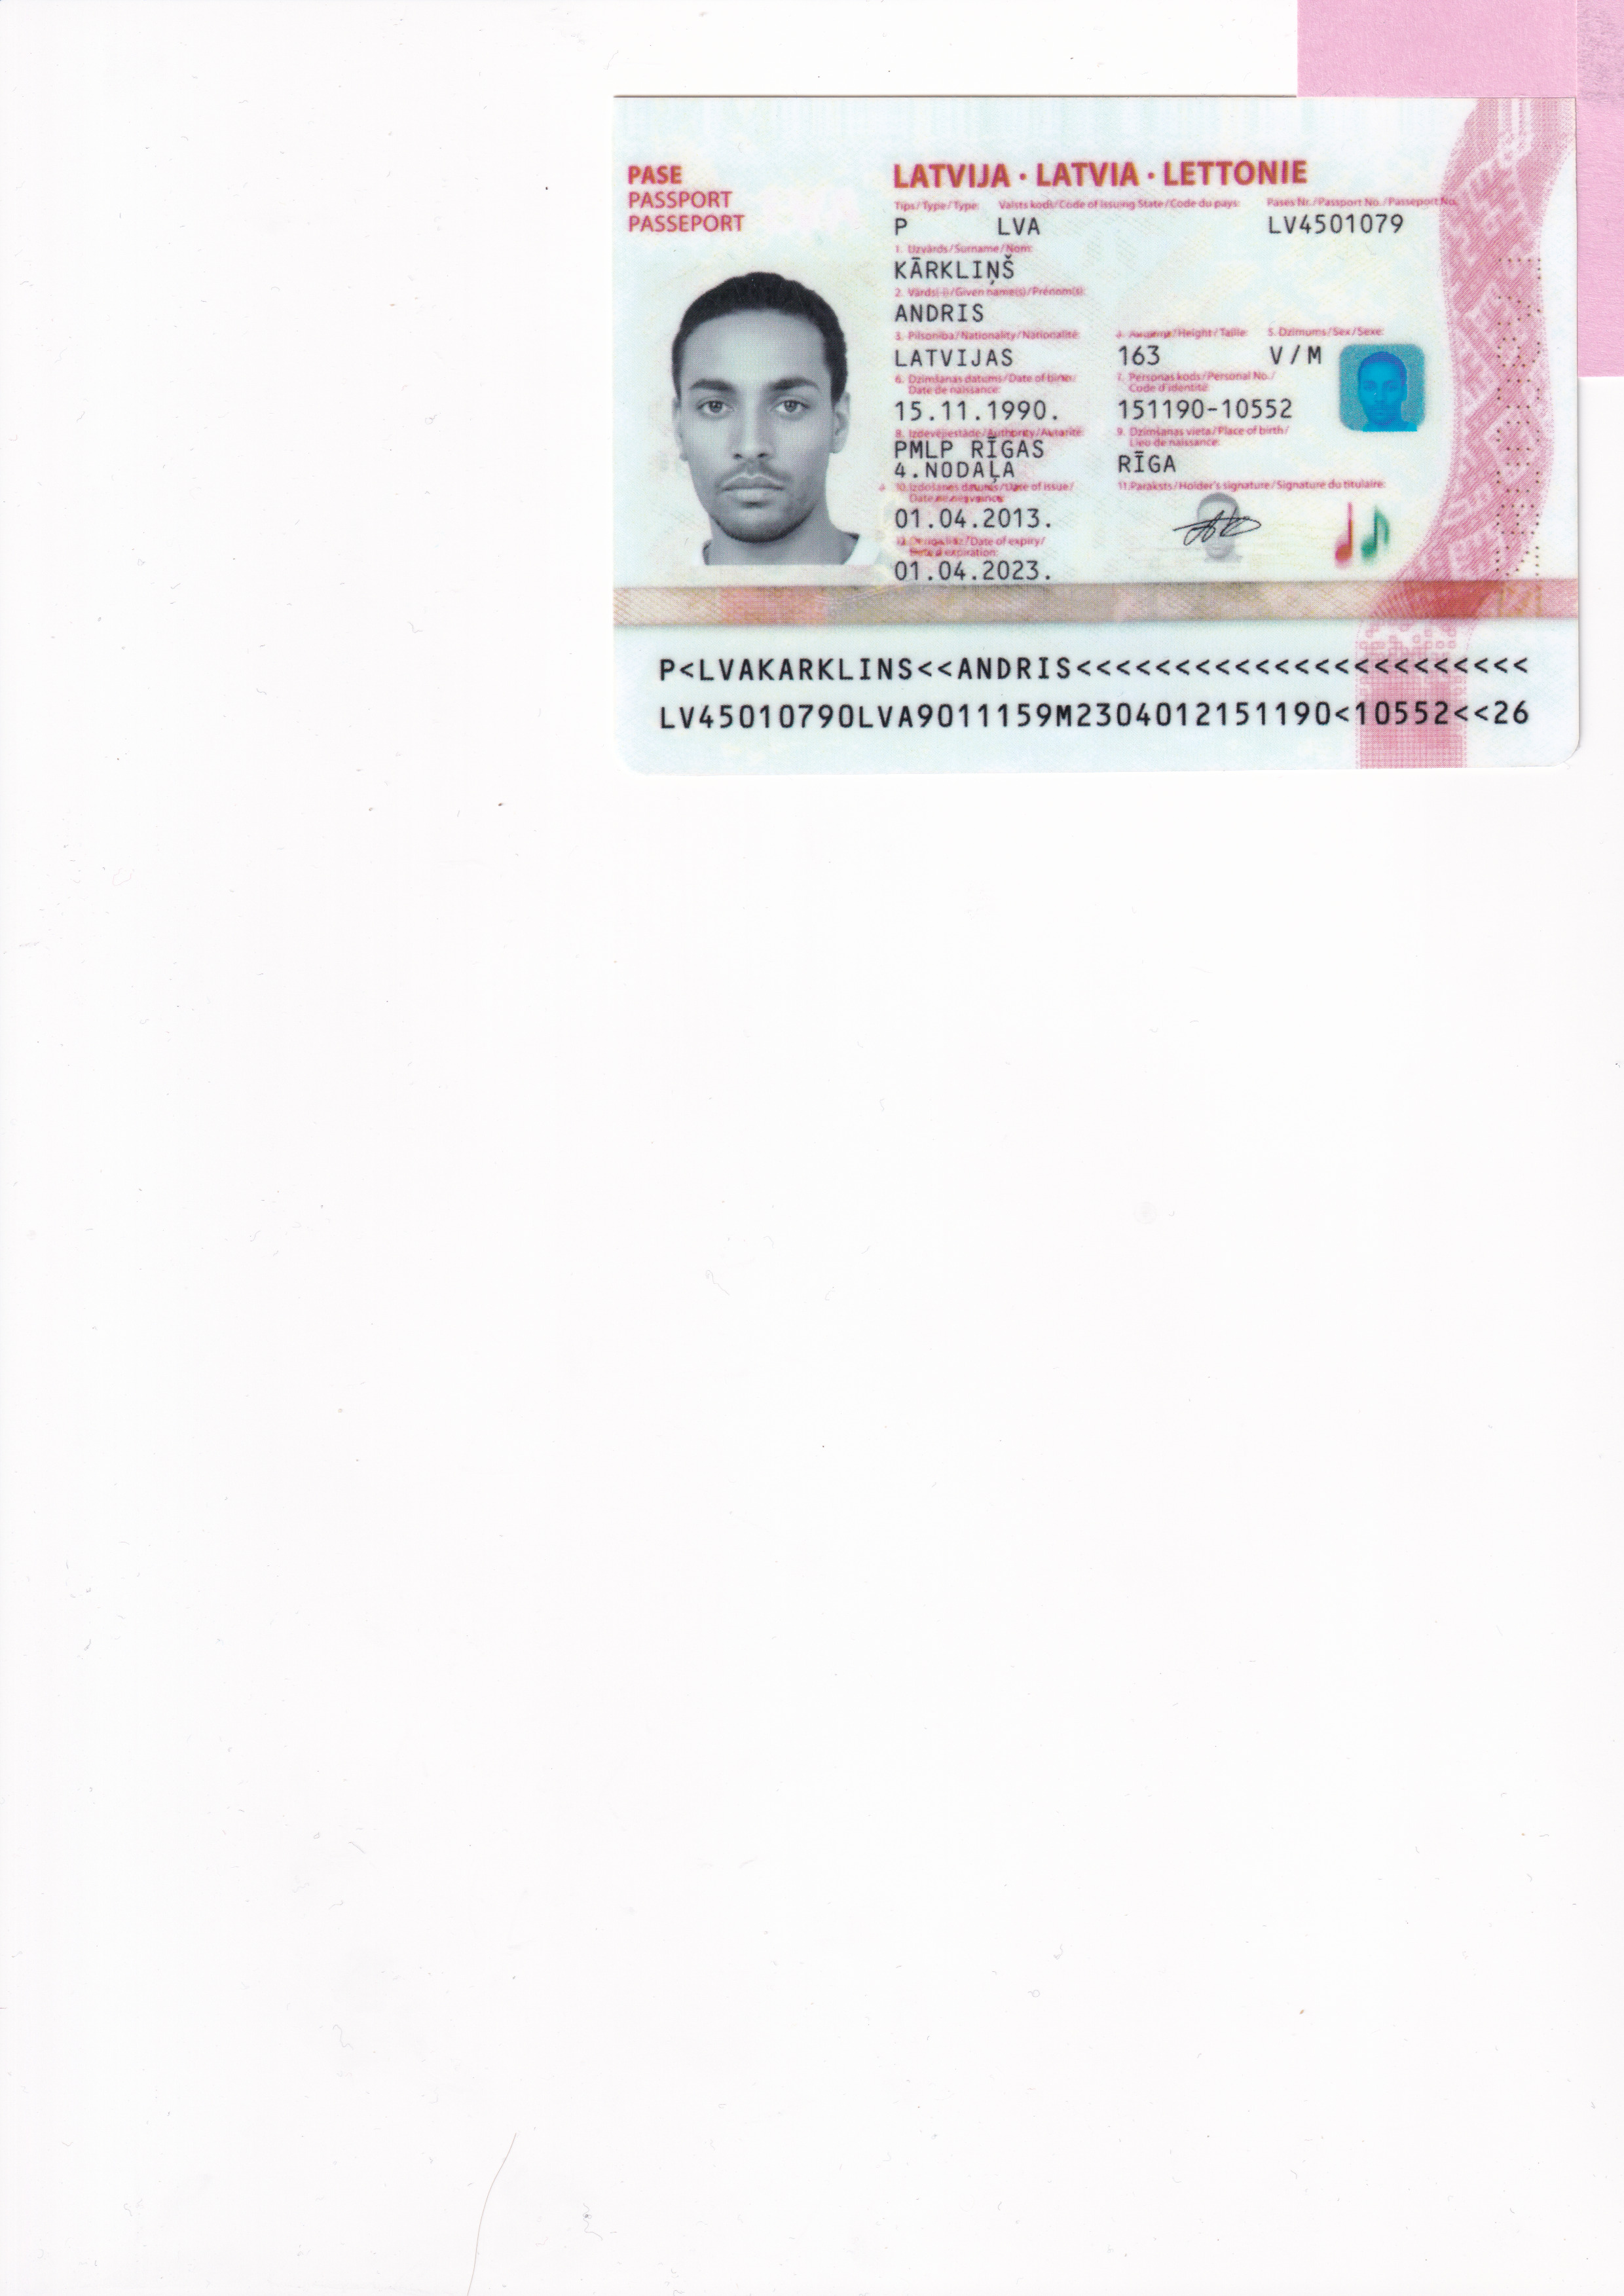 PASE
PASSPORT
PASSEPORT
LATVIJA · LATVIA · LETTONIE
Tips/Type/Type: Valsts kods/Code of issuing State/Code du pays: Pases Nr./Passport No./Passeport No.
P LVA LV4501079
1. Uzvārds/Surname/Nom:
KĀRKLIŅŠ
2. Vārds(-i)/Given name(s)/Prénom(s):
ANDRIS
3. Pilsonība/Nationality/Nationalité: 4. Augums/Height/Taille: 5. Dzimums/Sex/Sexe:
LATVIJAS 163 V/M
6. Dzimšanas datums/Date of birth/ 7. Personas kods/Personal No./
Date de naissance: Code d'identité:
15.11.1990. 151190-10552
8. Izdevējiestāde/Authority/Autorité: 9. Dzimšanas vieta/Place of birth/
Lieu de naissance:
PMLP RĪGAS
4.NODAĻA RĪGA
10. Izdošanas datums/Date of issue/ 11. Paraksts/Holder's signature/Signature du titulaire:
01.04.2013.
/Date of expiry/
Date d'expiration:
01.04.2023.
P<LVAKARKLINS<<ANDRIS<<<<<<<<<<<<<<<<<<<<<<<
LV45010790LVA9011159M2304012151190<10552<<26